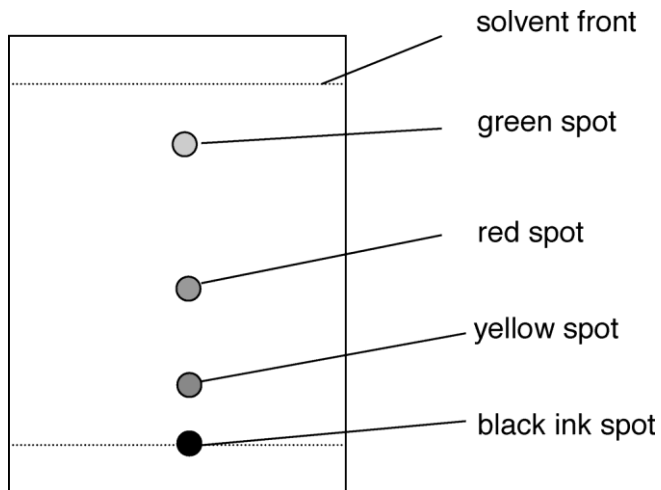 solvent front
green spot
red spot
yellow spot
black ink spot